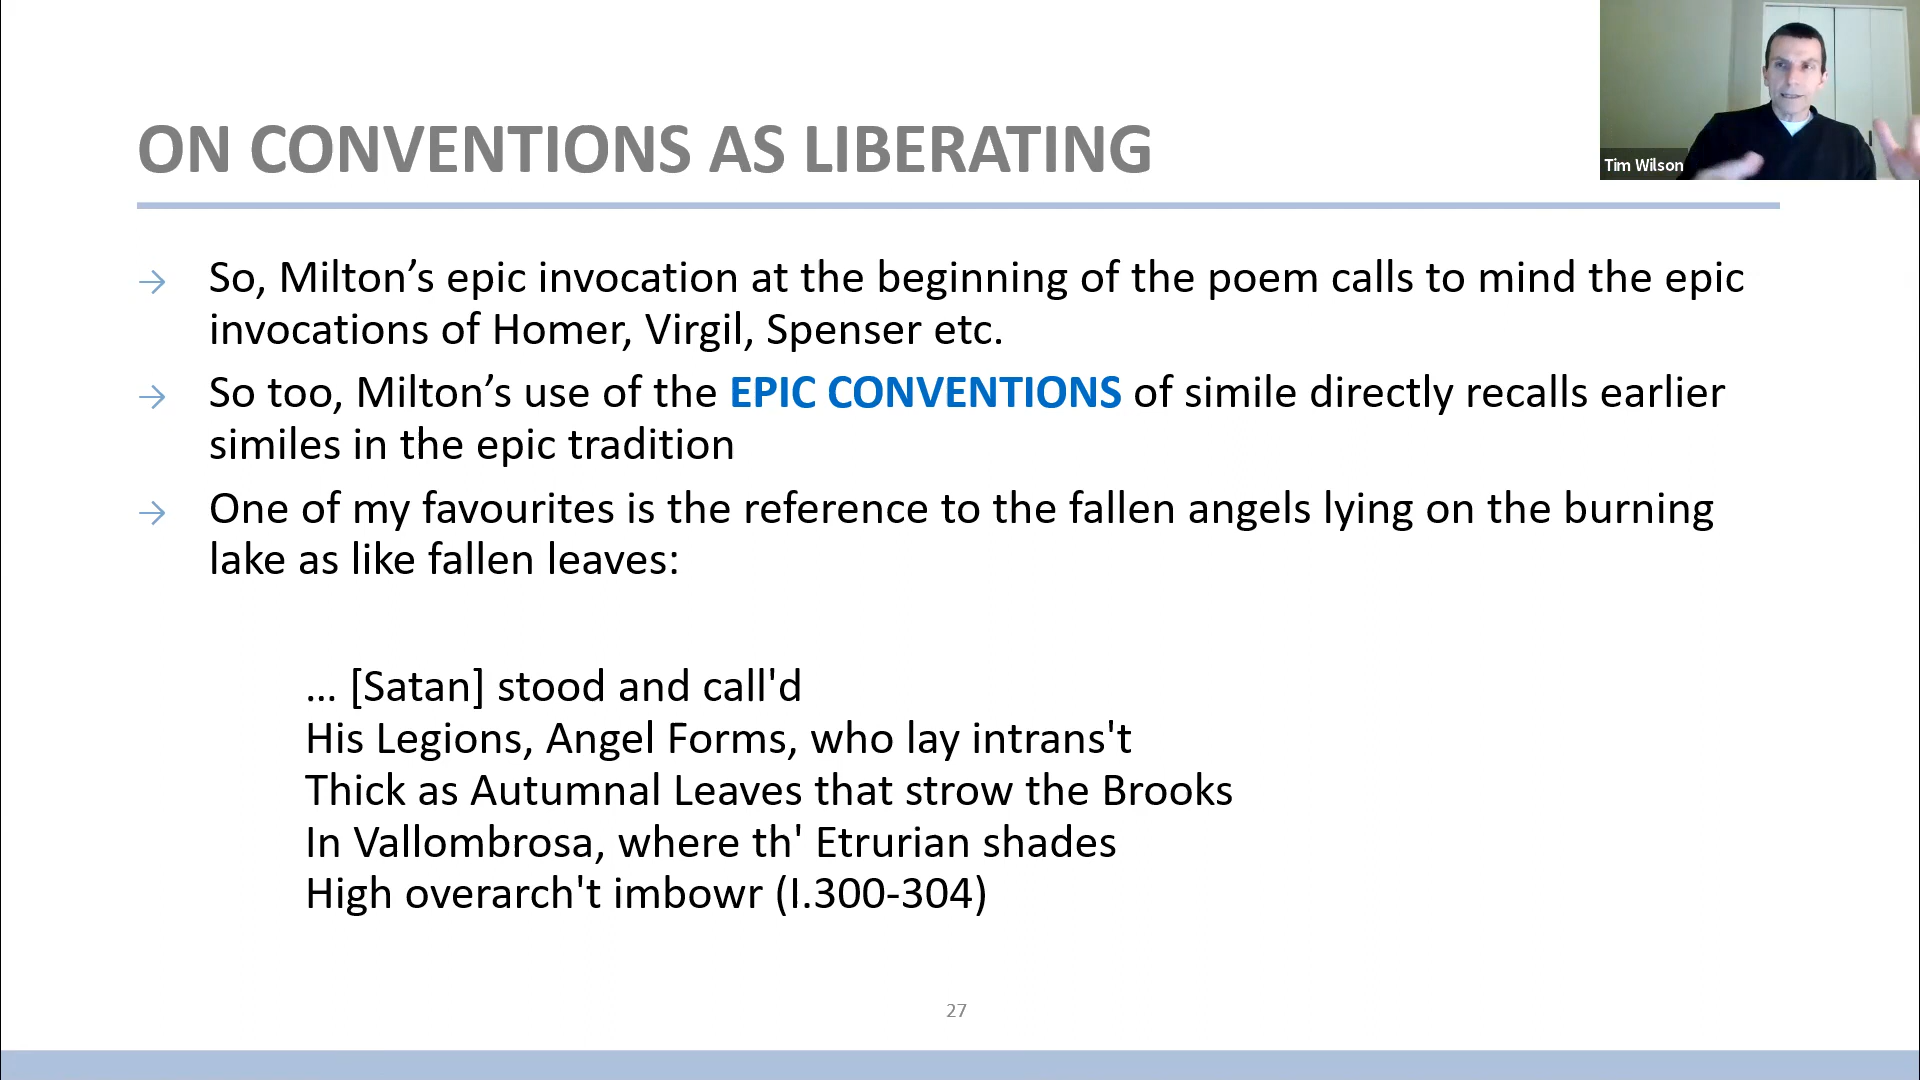 Tim Wilson
ON CONVENTIONS AS LIBERATING
→ So, Milton’s epic invocation at the beginning of the poem calls to mind the epic
invocations of Homer, Virgil, Spenser etc.
→ So too, Milton’s use of the EPIC CONVENTIONS of simile directly recalls earlier
similes in the epic tradition
→ One of my favourites is the reference to the fallen angels lying on the burning
lake as like fallen leaves:
... [Satan] stood and call'd
His Legions, Angel Forms, who lay intrans't
Thick as Autumnal Leaves that strow the Brooks
In Vallombrosa, where th' Etrurian shades
High overarch't imbowr (I.300-304)
27